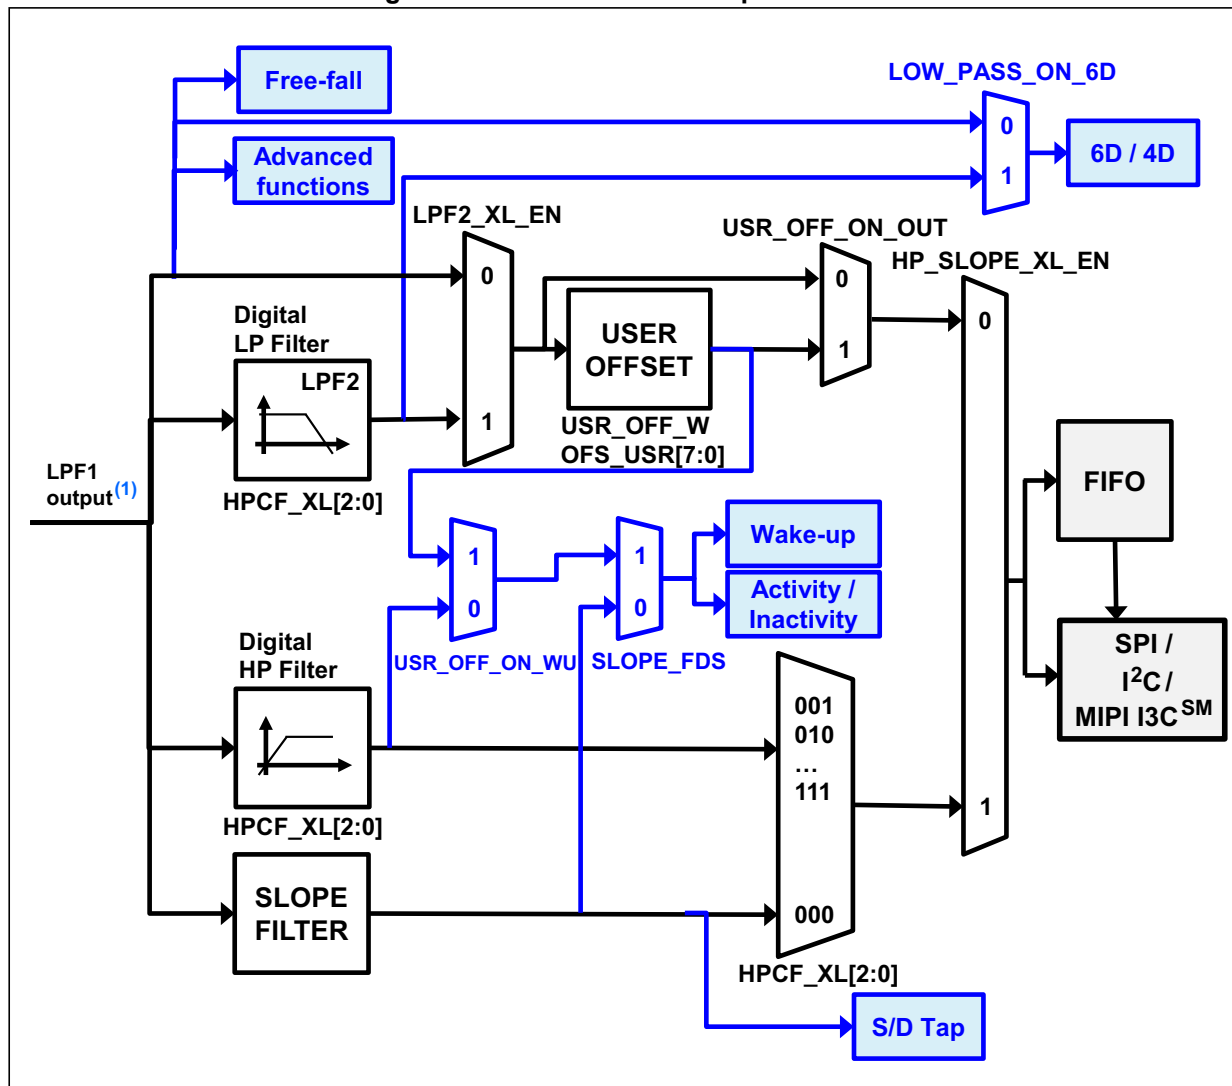 Free-fall
LOW_PASS_ON_6D
0
6D / 4D
1
Advanced
functions
LPF2_XL_EN
USR_OFF_ON_OUT
HP_SLOPE_XL_EN
0
0
0
Digital
LP Filter
LPF2
USER
OFFSET
1
1
USR_OFF_W
OFS_USR[7:0]
LPF1
output(1)
HPCF_XL[2:0]
FIFO
Wake-up
1
1
Activity /
Inactivity
0
0
USR_OFF_ON_WU
SLOPE_FDS
Digital
HP Filter
SPI /
I²C /
MIPI I3C SM
001
010
...
111
1
HPCF_XL[2:0]
SLOPE
FILTER
000
HPCF_XL[2:0]
S/D Tap